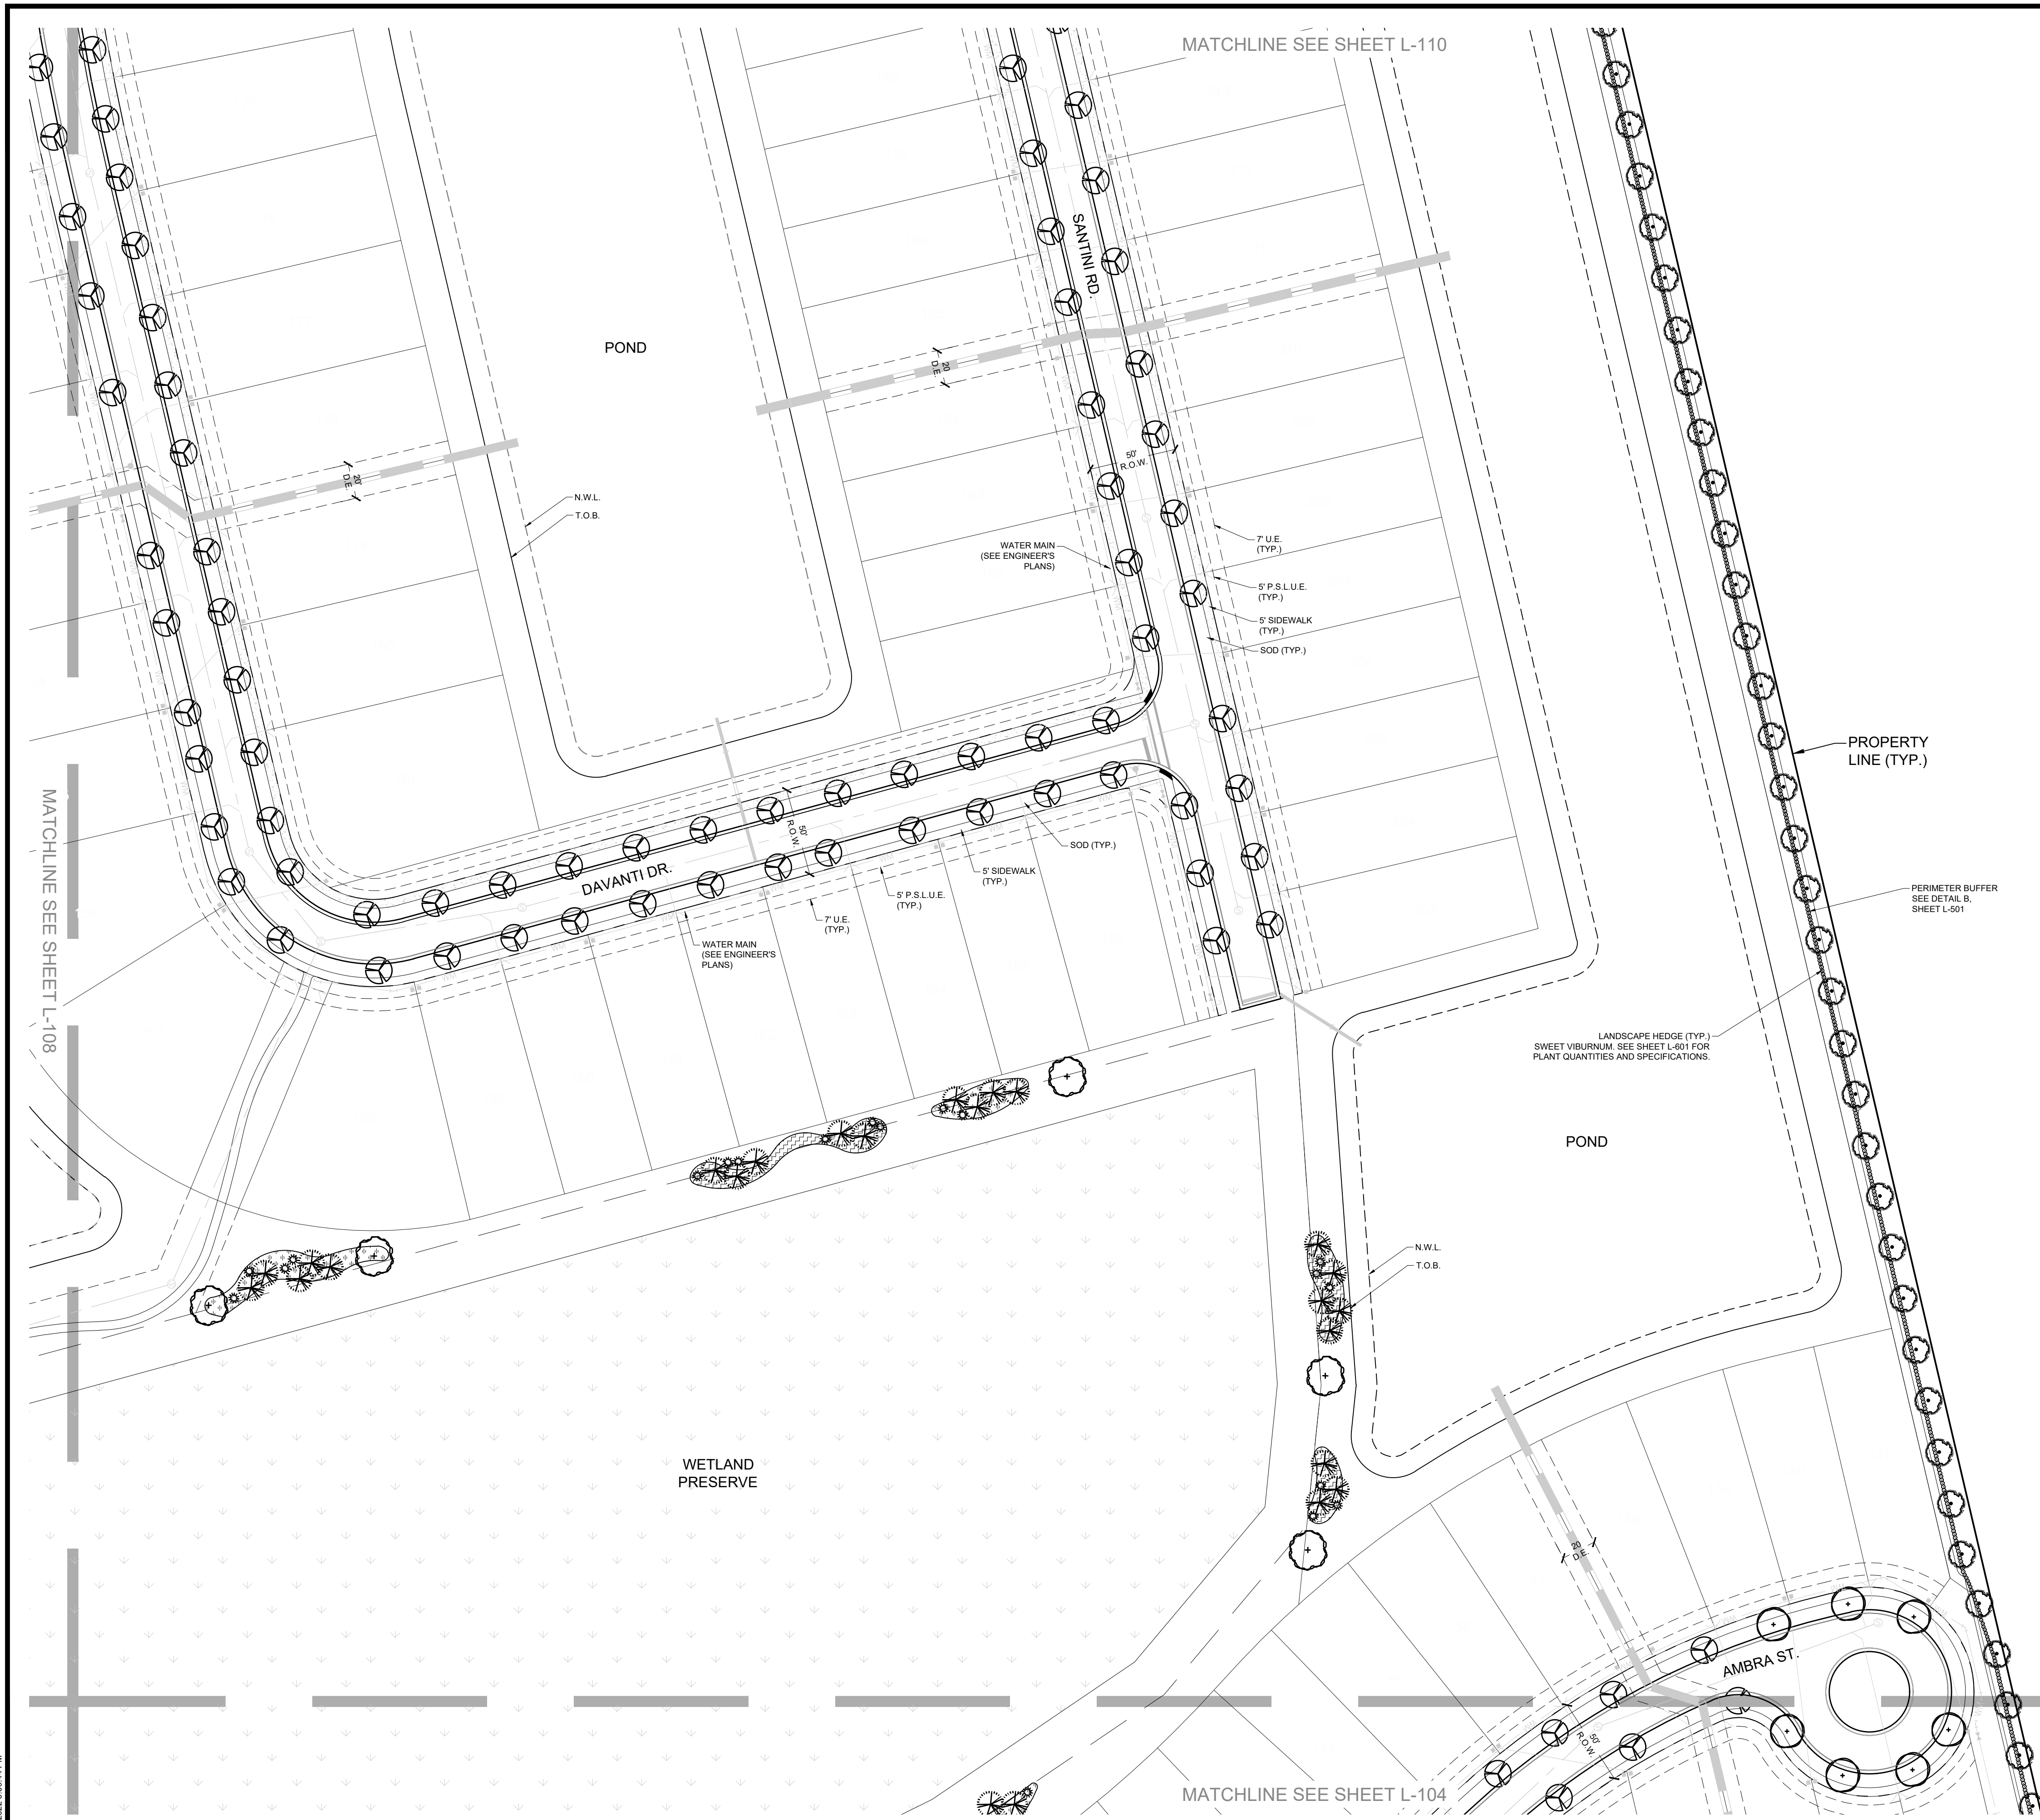 MATCHLINE SEE SHEET L-110
SANTINI RD.
POND
20
D.E.
20'
D.E.
50'
R.O.W.
N.W.L.
T.O.B.
WATER MAIN
(SEE ENGINEER'S
PLANS)
7' U.E.
(TYP.)
5' P.S.L.U.E.
(TYP.)
5' SIDEWALK
(TYP.)
SOD (TYP.)
PROPERTY
LINE (TYP.)
MATCHLINE SEE SHEET L-108
DAVANTI DR.
50'
R.O.W.
SOD (TYP.)
5' SIDEWALK
(TYP.)
5' P.S.L.U.E.
(TYP.)
7' U.E.
(TYP.)
WATER MAIN
(SEE ENGINEER'S
PLANS)
PERIMETER BUFFER
SEE DETAIL B,
SHEET L-501
LANDSCAPE HEDGE (TYP.)
SWEET VIBURNUM. SEE SHEET L-601 FOR
PLANT QUANTITIES AND SPECIFICATIONS.
POND
N.W.L.
T.O.B.
WETLAND
PRESERVE
20
D.E.
AMBRA ST.
50'
R.O.W.
MATCHLINE SEE SHEET L-104